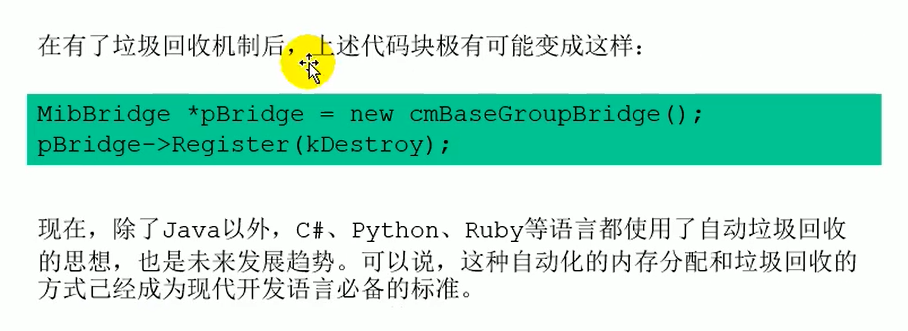 在有了垃圾回收机制后，上述代码块极有可能变成这样：
MibBridge *pBridge = new cmBaseGroupBridge();
pBridge->Register(kDestroy);
现在，除了Java以外，C#、Python、Ruby等语言都使用了自动垃圾回收
的思想，也是未来发展趋势。可以说，这种自动化的内存分配和垃圾回收的
方式己经成为现代开发语言必备的标准。